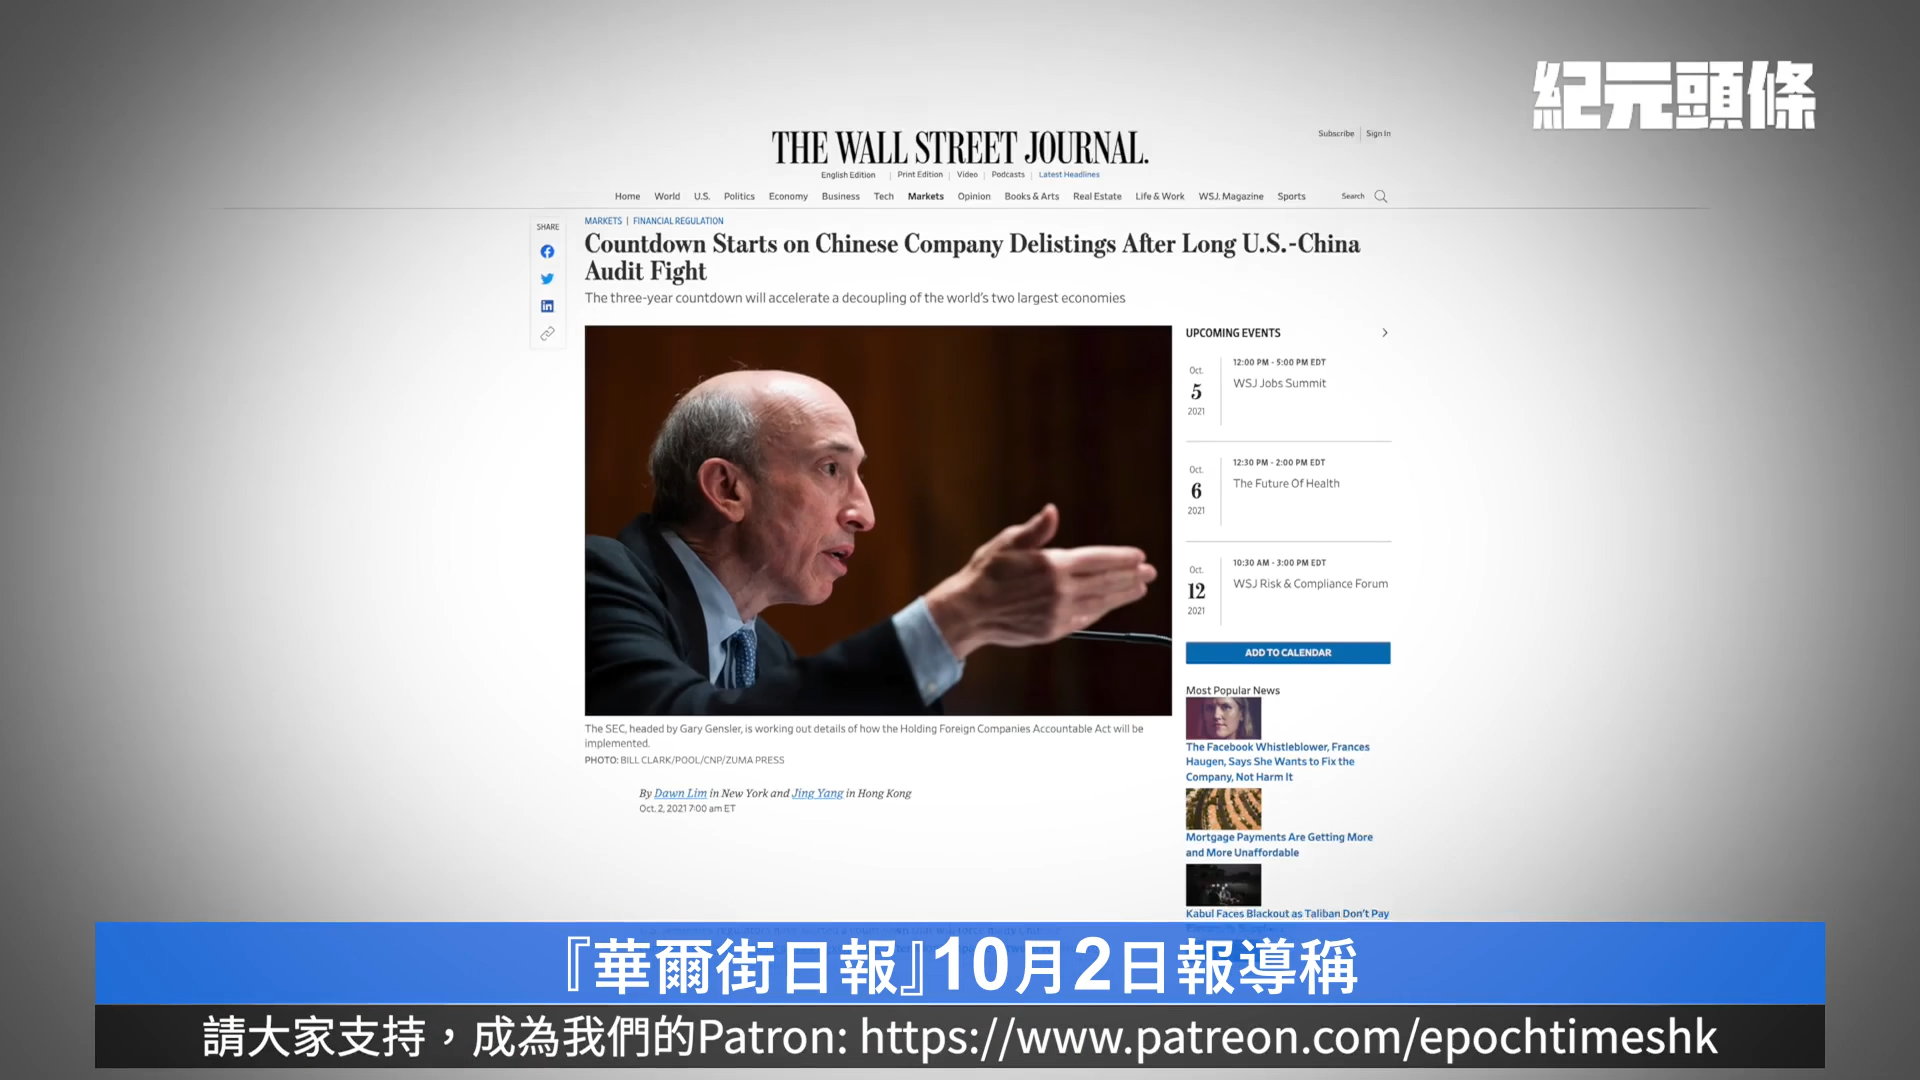 紀元頭條
THE WALL STREET JOURNAL.
Subscribe Sign In
English Edition Print Edition Video Podcasts Latest Headlines
Home World U.S. Politics Economy Business Tech Markets Opinion Books & Arts Real Estate Life & Work WSJ. Magazine Sports Search
SHARE
MARKETS | FINANCIAL REGULATION
Countdown Starts on Chinese Company Delistings After Long U.S.-China
Audit Fight
The three-year countdown will accelerate a decoupling of the world's two largest economies
The SEC, headed by Gary Gensler, is working out details of how the Holding Foreign Companies Accountable Act will be
implemented.
PHOTO: BILL CLARK/POOL/CNP/ZUMA PRESS
By Dawn Lim in New York and Jing Yang in Hong Kong
Oct. 2, 2021 7:00 am ET
UPCOMING EVENTS
Oct.
5
2021
12:00 PM - 5:00 PM EDT
WSJ Jobs Summit
Oct.
6
2021
12:30 PM - 2:00 PM EDT
The Future Of Health
Oct.
12
2021
10:30 AM - 3:00 PM EDT
WSJ Risk & Compliance Forum
ADD TO CALENDAR
Most Popular News
The Facebook Whistleblower, Frances
Haugen, Says She Wants to Fix the
Company, Not Harm It
Mortgage Payments Are Getting More
and More Unaffordable
Kabul Faces Blackout as Taliban Don't Pay
『華爾街日報』10月2日報導稱
請大家支持，成為我們的Patron: https://www.patreon.com/epochtimeshk